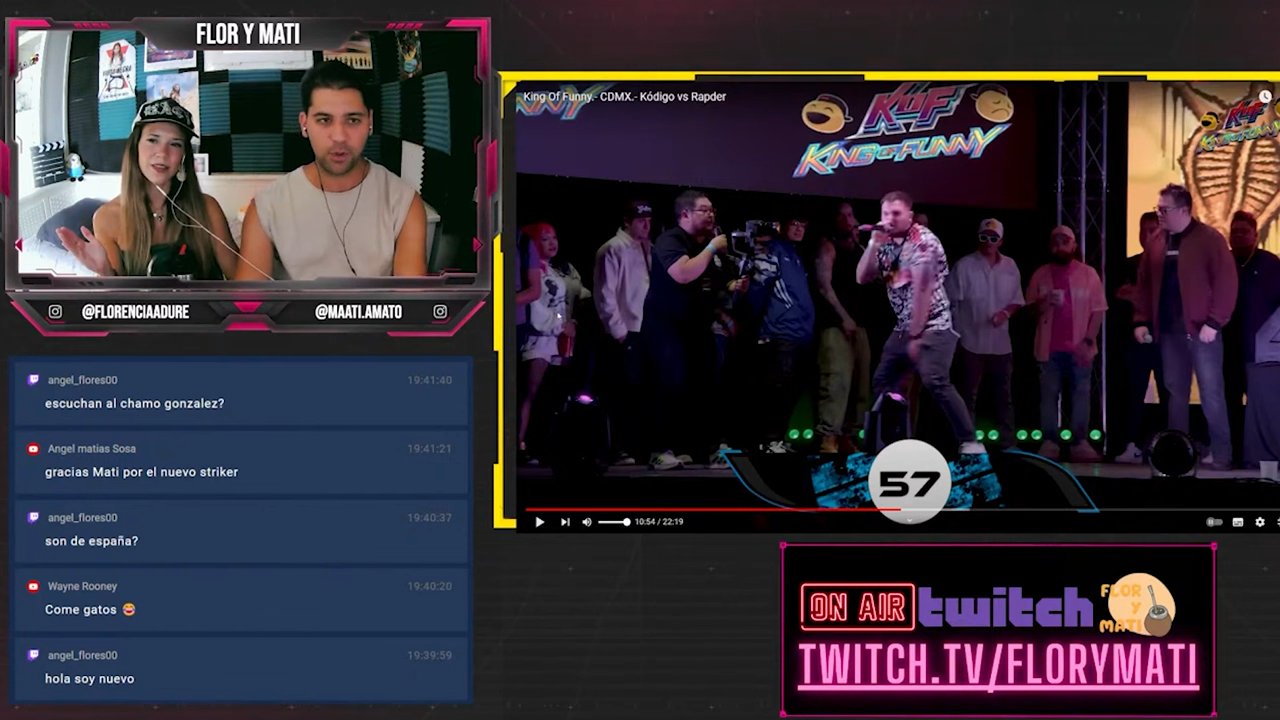 FLOR Y MATI
@FLORENCIAADURE
@MAATI.AMATO
angel_flores00
19:41:40
escuchan al chamo gonzalez?
Angel matias Sosa
19:41:21
gracias Mati por el nuevo striker
angel_flores00
19:40:37
son de españa?
Wayne Rooney
19:40:20
Come gatos 😂
angel_flores00
19:39:59
hola soy nuevo
King Of Funny.- CDMX.- Kódigo vs Rapder
KOF
KING OF FUNNY
57
10:54 / 22:19
ON AIR
twitch
FLOR
Y
MATI
TWITCH.TV/FLORYMATI